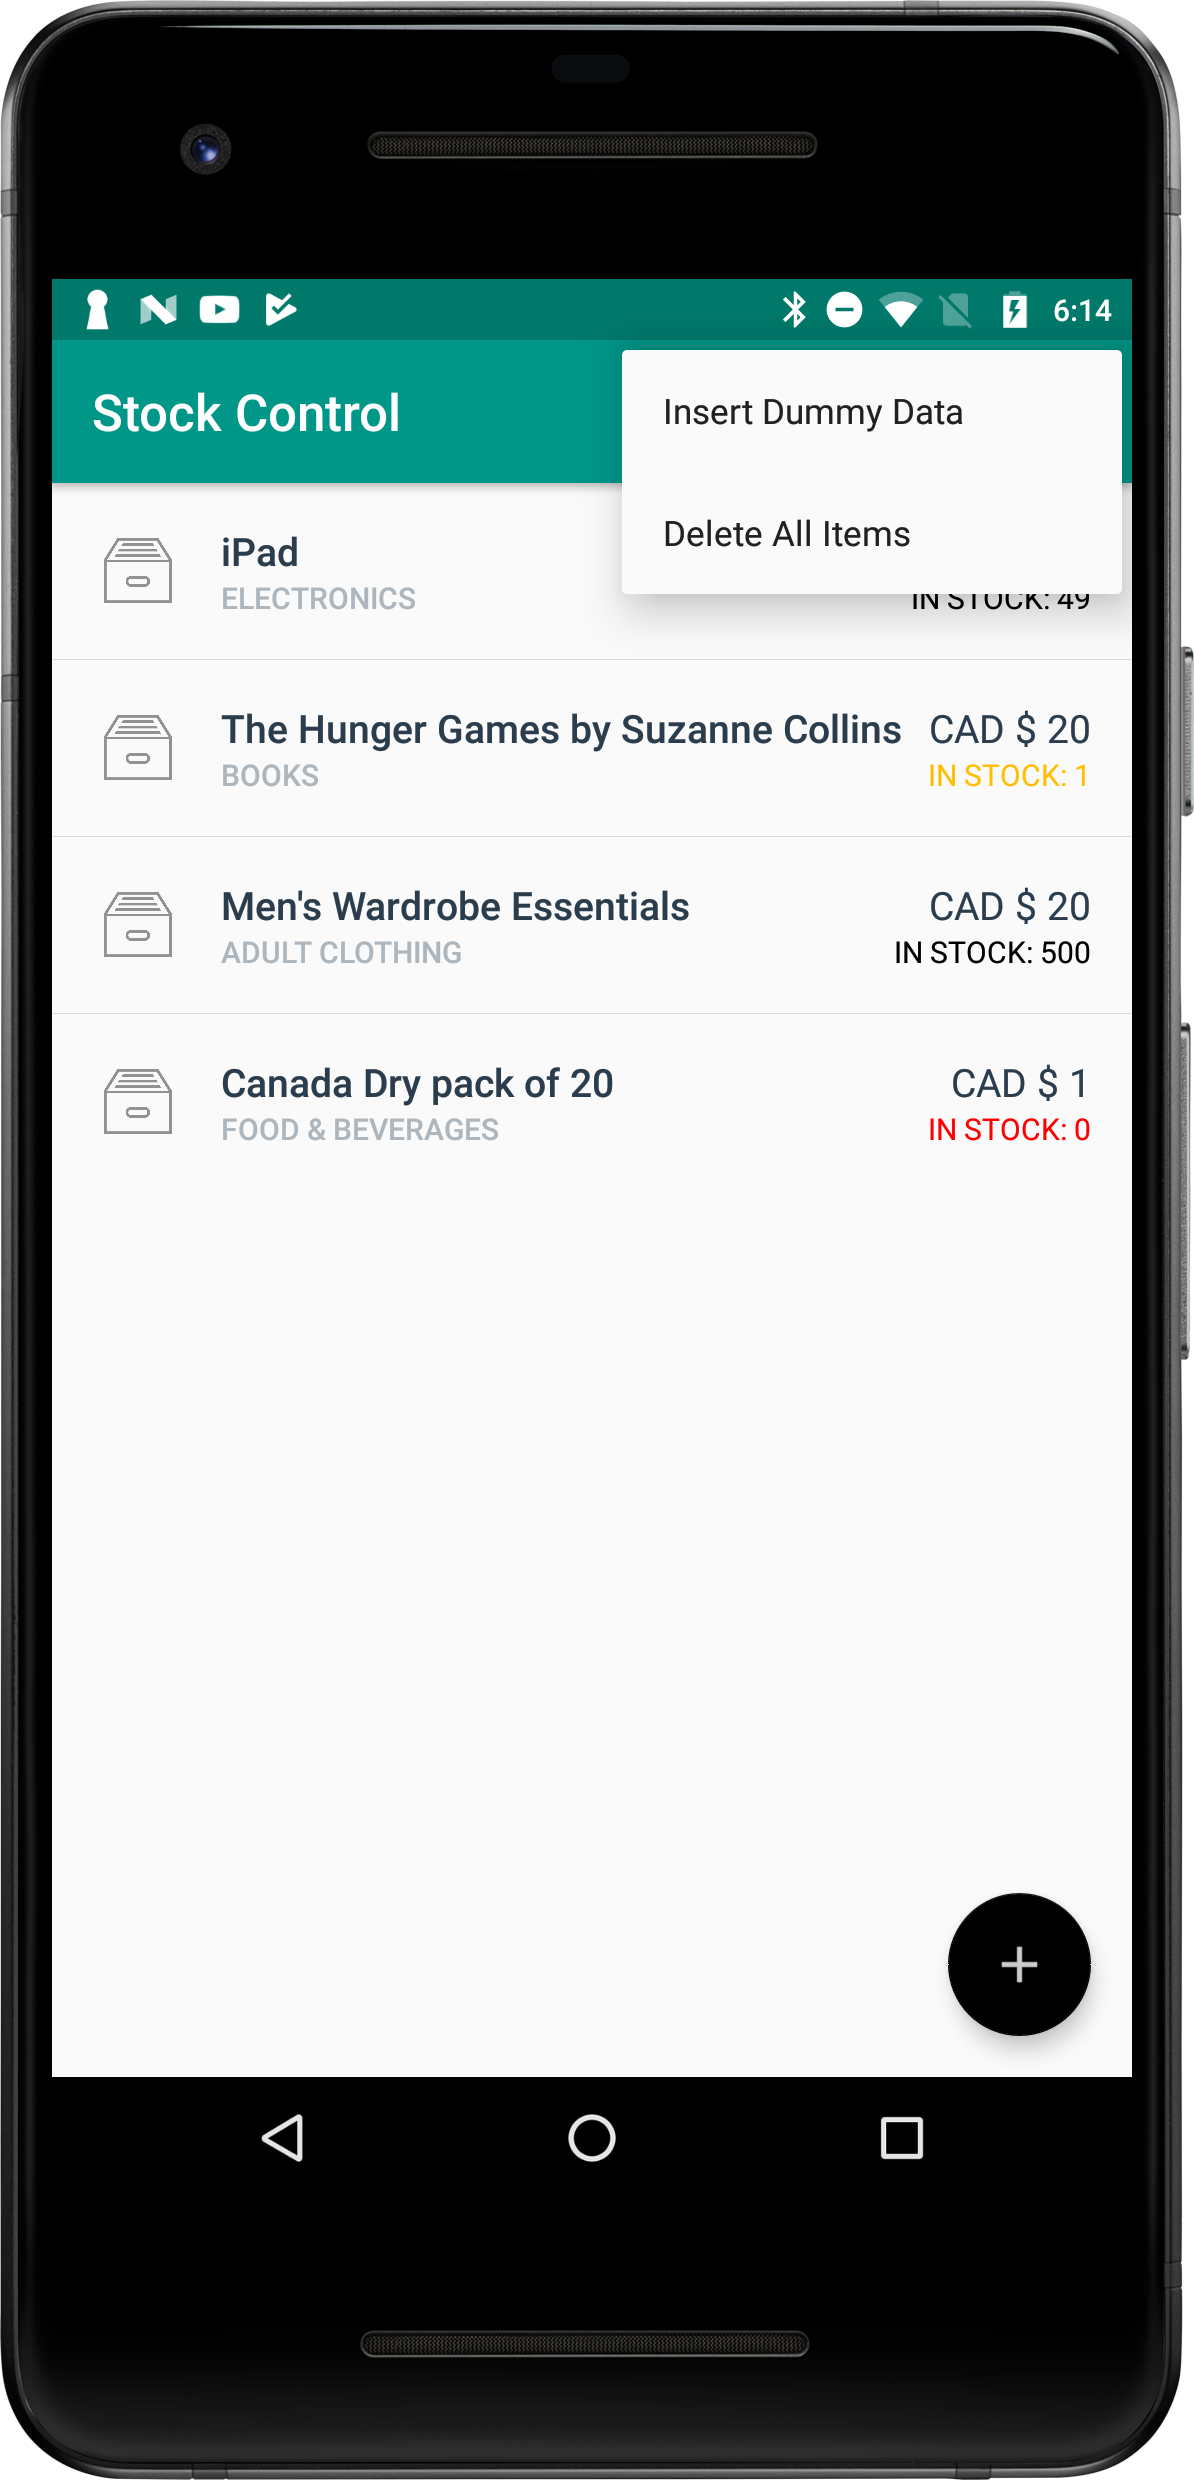 6:14
Stock Control
Insert Dummy Data
Delete All Items
iPad
ELECTRONICS
IN STOCK: 49
The Hunger Games by Suzanne Collins
CAD $ 20
BOOKS
IN STOCK: 1
Men's Wardrobe Essentials
CAD $ 20
ADULT CLOTHING
IN STOCK: 500
Canada Dry pack of 20
CAD $ 1
FOOD & BEVERAGES
IN STOCK: 0